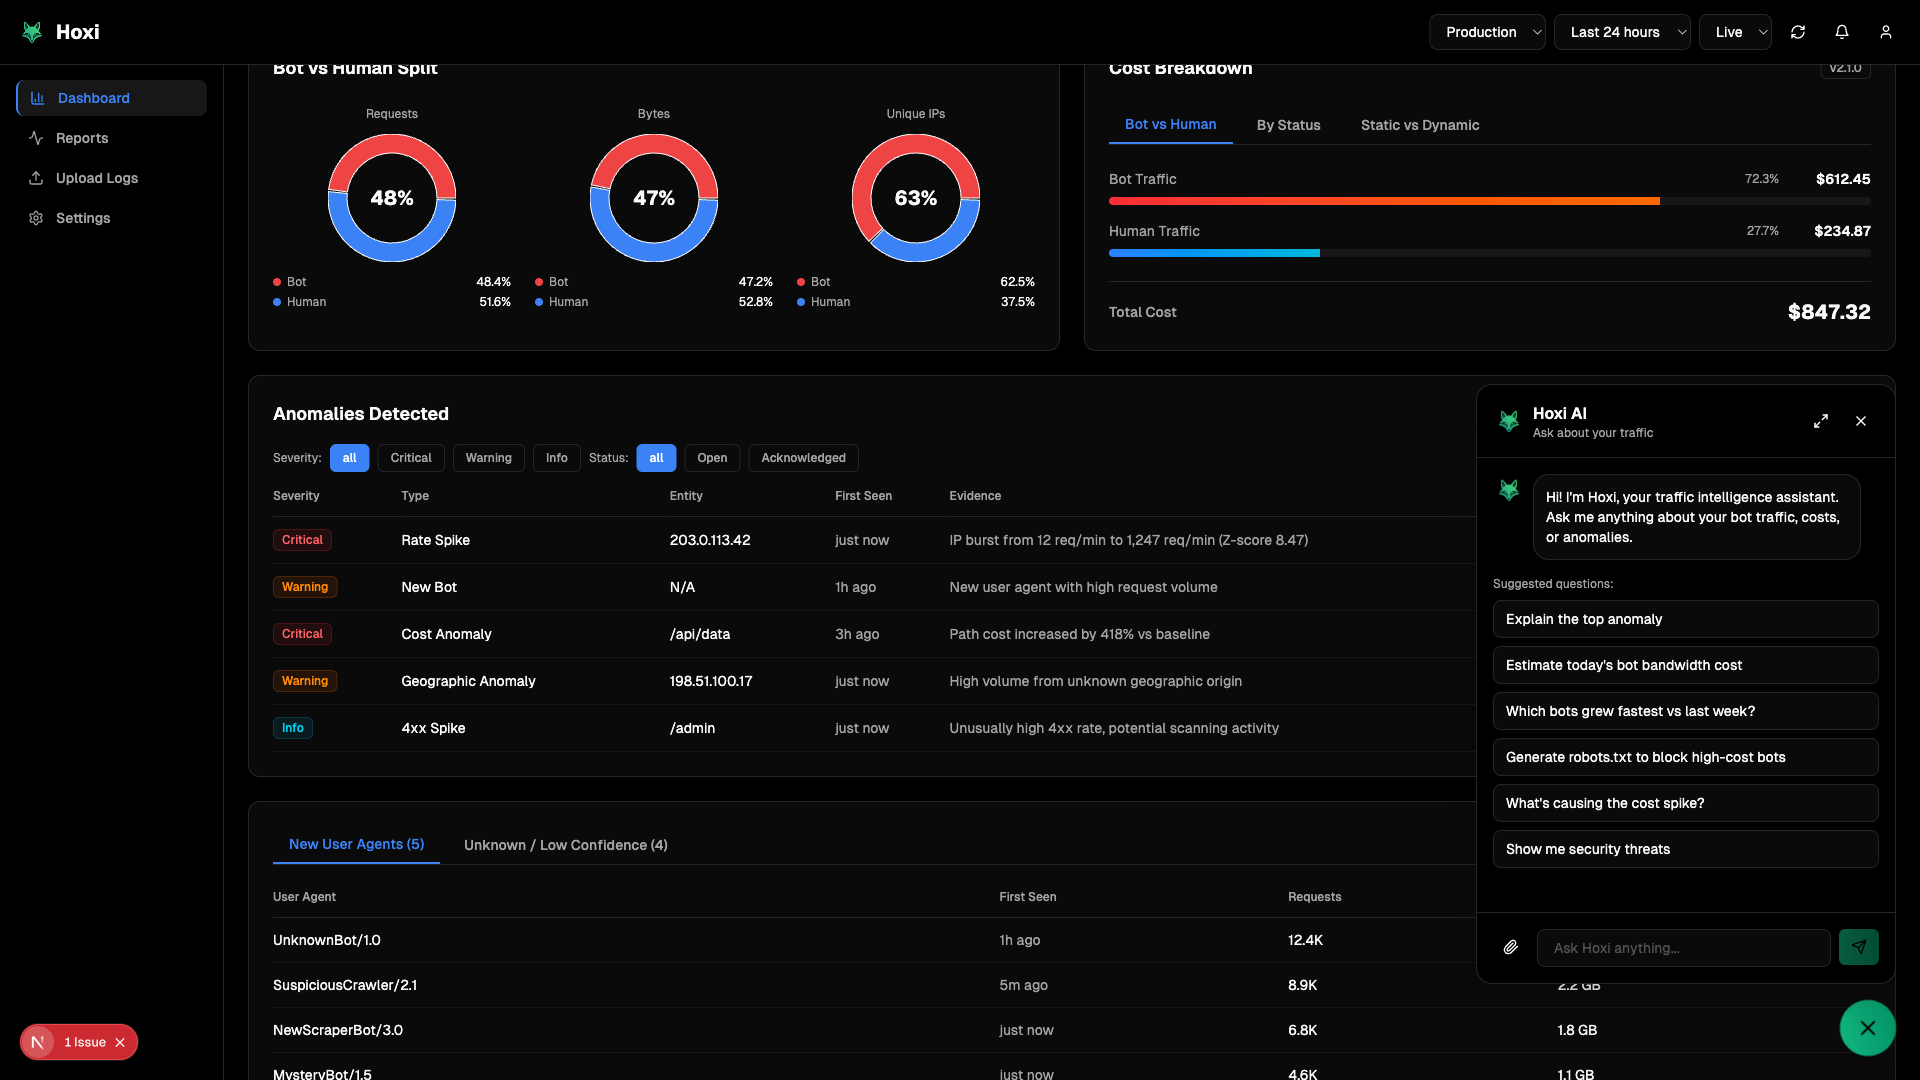 Hoxi
Production
Last 24 hours
Live
Dashboard
Reports
Upload Logs
Settings
Bot vs Human Split
Requests
Bytes
Unique IPs
48%
47%
63%
Bot 48.4%
Human 51.6%
Bot 47.2%
Human 52.8%
Bot 62.5%
Human 37.5%
Cost Breakdown
v2.1.0
Bot vs Human
By Status
Static vs Dynamic
Bot Traffic 72.3% $612.45
Human Traffic 27.7% $234.87
Total Cost $847.32
Anomalies Detected
Severity: all Critical Warning Info Status: all Open Acknowledged
Severity Type Entity First Seen Evidence
Critical Rate Spike 203.0.113.42 just now IP burst from 12 req/min to 1,247 req/min (Z-score 8.47)
Warning New Bot N/A 1h ago New user agent with high request volume
Critical Cost Anomaly /api/data 3h ago Path cost increased by 418% vs baseline
Warning Geographic Anomaly 198.51.100.17 just now High volume from unknown geographic origin
Info 4xx Spike /admin just now Unusually high 4xx rate, potential scanning activity
New User Agents (5)
Unknown / Low Confidence (4)
User Agent First Seen Requests
UnknownBot/1.0 1h ago 12.4K
SuspiciousCrawler/2.1 5m ago 8.9K 2.2 GB
NewScraperBot/3.0 just now 6.8K 1.8 GB
MysteryBot/1.5 just now 4.6K 1.1 GB
Hoxi AI
Ask about your traffic
Hi! I'm Hoxi, your traffic intelligence assistant.
Ask me anything about your bot traffic, costs,
or anomalies.
Suggested questions:
Explain the top anomaly
Estimate today's bot bandwidth cost
Which bots grew fastest vs last week?
Generate robots.txt to block high-cost bots
What's causing the cost spike?
Show me security threats
Ask Hoxi anything...
N 1 Issue